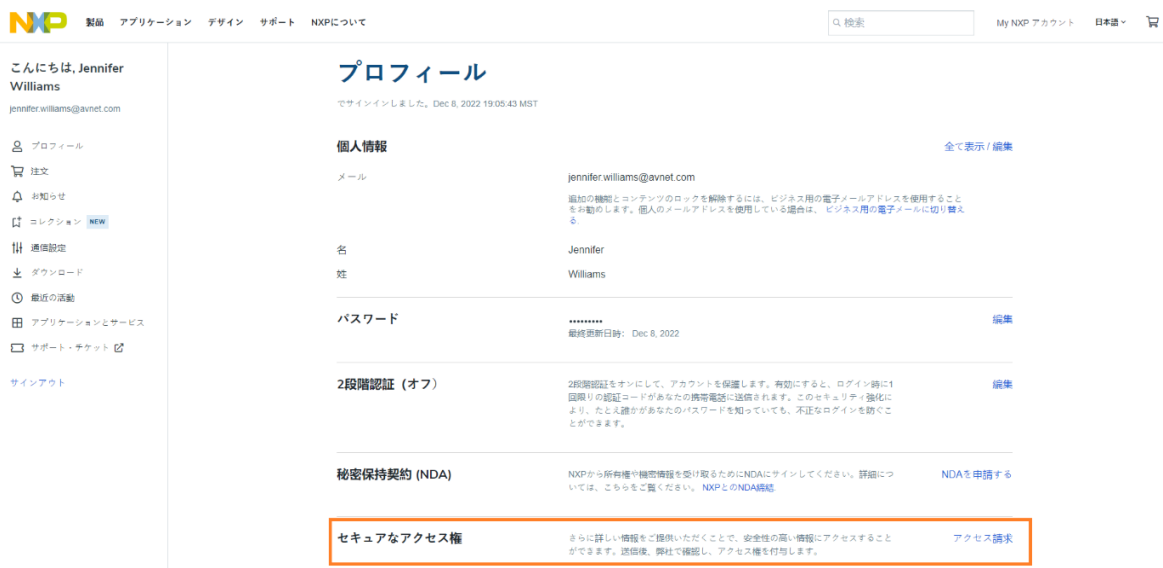 NXP 製品 アプリケーション デザイン サポート NXPについて 検索 My NXP アカウント 日本語
こんにちは, Jennifer
Williams
jennifer.williams@avnet.com
プロフィール
注文
お知らせ
コレクション NEW
通信設定
ダウンロード
最近の活動
アプリケーションとサービス
サポート・チケット
サインアウト
プロフィール
でサインインしました。Dec 8, 2022 19:05:43 MST
個人情報 全て表示 / 編集
メール jennifer.williams@avnet.com
追加の機能とコンテンツのロックを解除するには、ビジネス用の電子メールアドレスを使用すること
をお勧めします。個人のメールアドレスを使用している場合は、 ビジネス用の電子メールに切り替え
る.
名 Jennifer
姓 Williams
パスワード ••••••••• 編集
最終更新日時： Dec 8, 2022
2段階認証（オフ） 2段階認証をオンにして、アカウントを保護します。有効にすると、ログイン時に1 編集
回限りの認証コードがあなたの携帯電話に送信されます。このセキュリティ強化に
より、たとえ誰かがあなたのパスワードを知っていても、不正なログインを防ぐこ
とができます。
秘密保持契約 (NDA) NXPから所有権や機密情報を受け取るためにNDAにサインしてください。詳細につ NDAを申請する
いては、こちらをご覧ください。 NXPとのNDA締結.
セキュアなアクセス権 さらに詳しい情報をご提供いただくことで、安全性の高い情報にアクセスすること アクセス請求
ができます。送信後、弊社で確認し、アクセス権を付与します。